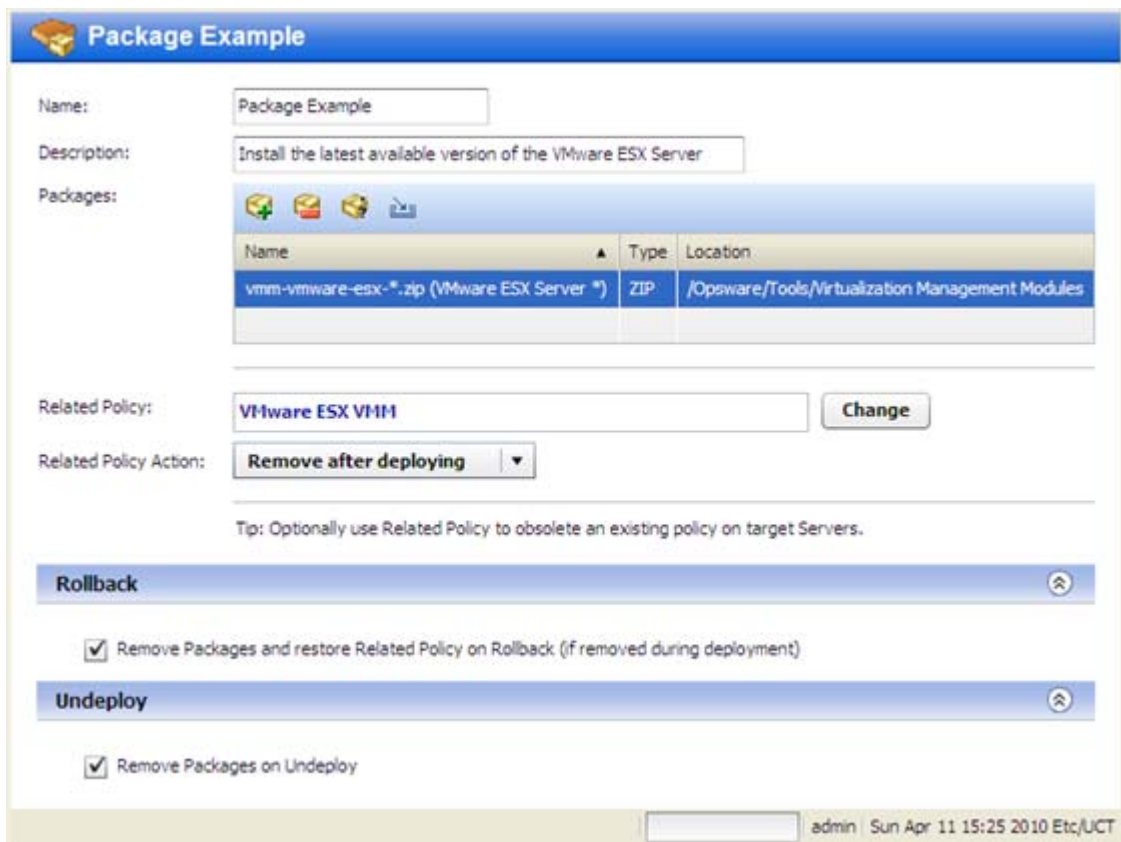 Package Example
Name: Package Example
Description: Install the latest available version of the VMware ESX Server
Packages:
Name Type Location
vmm-vmware-esx-*.zip (VMware ESX Server *) ZIP /Opsware/Tools/Virtualization Management Modules
Related Policy: VMware ESX VMM Change
Related Policy Action: Remove after deploying
Tip: Optionally use Related Policy to obsolete an existing policy on target Servers.
Rollback
Remove Packages and restore Related Policy on Rollback (if removed during deployment)
Undeploy
Remove Packages on Undeploy
admin Sun Apr 11 15:25 2010 Etc/UCT